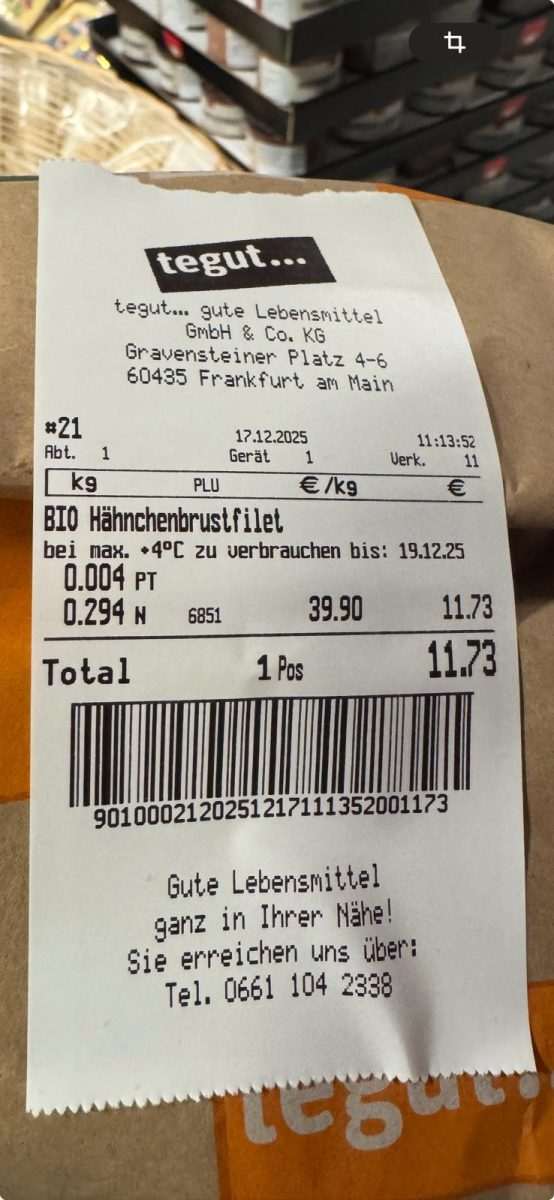 tegut...
tegut... gute Lebensmittel
GmbH & Co. KG
Gravensteiner Platz 4-6
60435 Frankfurt am Main
#21 17.12.2025 11:13:52
Abt. 1 Gerät 1 Verk. 11
kg PLU €/kg €
BIO Hähnchenbrustfilet
bei max. +4°C zu verbrauchen bis: 19.12.25
0.004 PT
0.294 N 6851 39.90 11.73
Total 1 Pos 11.73
9010002120251217111352001173
Gute Lebensmittel
ganz in Ihrer Nähe!
Sie erreichen uns über:
Tel. 0661 104 2338
tegut...